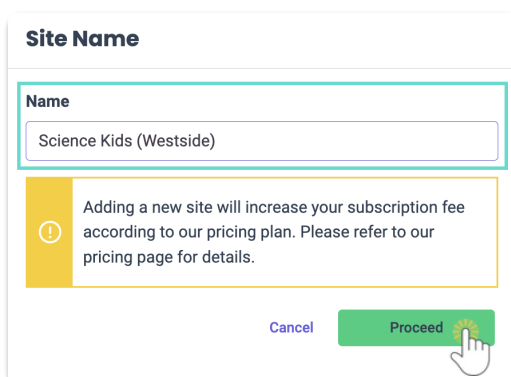 Site Name
Name
Science Kids (Westside)
Adding a new site will increase your subscription fee
according to our pricing plan. Please refer to our
pricing page for details.
Cancel
Proceed